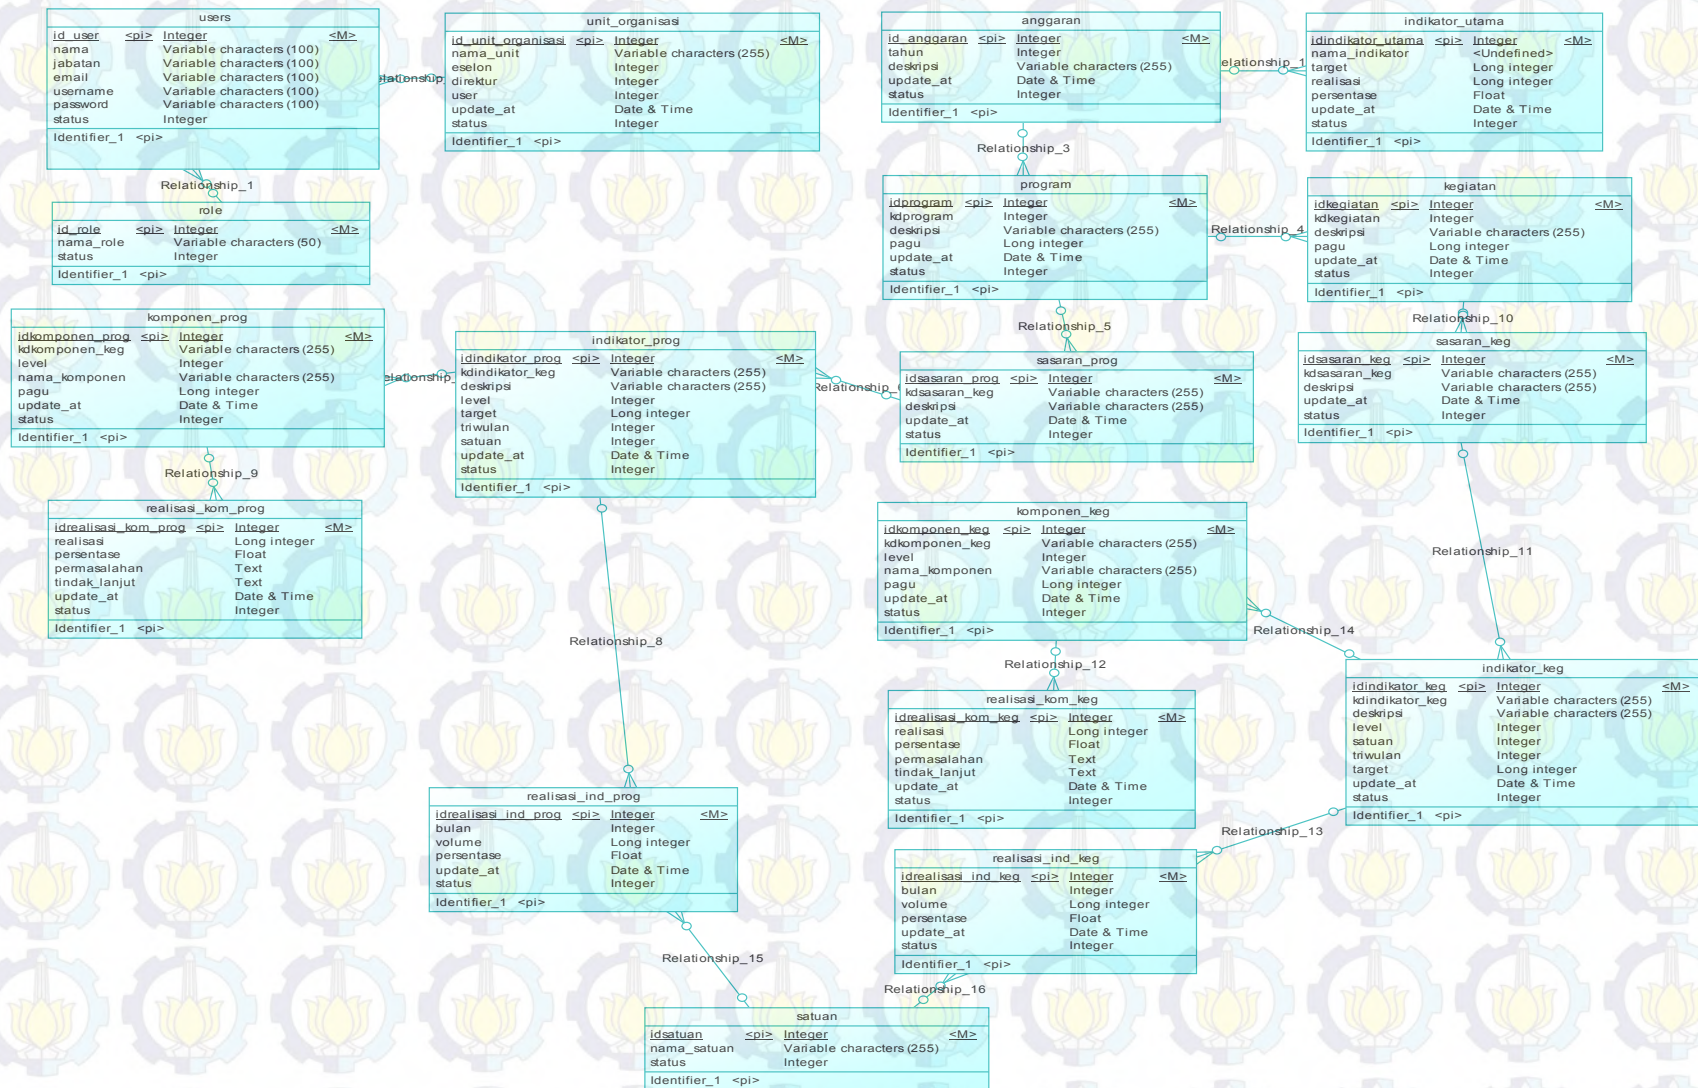 users
id_user <pi> Integer <M>
nama Variable characters (100)
jabatan Variable characters (100)
email Variable characters (100)
username Variable characters (100)
password Variable characters (100)
status Integer
Identifier_1 <pi>
unit_organisasi
id_unit_organisasi <pi> Integer <M>
nama_unit Variable characters (255)
eselon Integer
direktur Integer
user Integer
update_at Date & Time
status Integer
Identifier_1 <pi>
anggaran
id_anggaran <pi> Integer <M>
tahun Integer
deskripsi Variable characters (255)
update_at Date & Time
status Integer
Identifier_1 <pi>
elationship_1
indikator_utama
idindikator_utama <pi> Integer <M>
nama_indikator <Undefined>
target Long integer
realisasi Long integer
persentase Float
update_at Date & Time
status Integer
Identifier_1 <pi>
Relationship_1
Relationship_3
role
id_role <pi> Integer <M>
nama_role Variable characters (50)
status Integer
Identifier_1 <pi>
program
idprogram <pi> Integer <M>
kdprogram Integer
deskripsi Variable characters (255)
pagu Long integer
update_at Date & Time
status Integer
Identifier_1 <pi>
Relationship_4
kegiatan
idkegiatan <pi> Integer <M>
kdkegiatan Integer
deskripsi Variable characters (255)
pagu Long integer
update_at Date & Time
status Integer
Identifier_1 <pi>
Relationship_5
Relationship_10
komponen_prog
idkomponen_prog <pi> Integer <M>
kdkomponen_keg Variable characters (255)
level Integer
nama_komponen Variable characters (255)
pagu Long integer
update_at Date & Time
status Integer
Identifier_1 <pi>
indikator_prog
idindikator_prog <pi> Integer <M>
kdindikator_keg Variable characters (255)
deskripsi Variable characters (255)
level Integer
target Long integer
triwulan Integer
satuan Integer
update_at Date & Time
status Integer
Identifier_1 <pi>
sasaran_prog
idsasaran_prog <pi> Integer <M>
kdsasaran_keg Variable characters (255)
deskripsi Variable characters (255)
update_at Date & Time
status Integer
Identifier_1 <pi>
sasaran_keg
idsasaran_keg <pi> Integer <M>
kdsasaran_keg Variable characters (255)
deskripsi Variable characters (255)
update_at Date & Time
status Integer
Identifier_1 <pi>
Relationship_9
realisasi_kom_prog
idrealisasi_kom_prog <pi> Integer <M>
realisasi Long integer
persentase Float
permasalahan Text
tindak_lanjut Text
update_at Date & Time
status Integer
Identifier_1 <pi>
komponen_keg
idkomponen_keg <pi> Integer <M>
kdkomponen_keg Variable characters (255)
level Integer
nama_komponen Variable characters (255)
pagu Long integer
update_at Date & Time
status Integer
Identifier_1 <pi>
Relationship_11
Relationship_8
Relationship_14
Relationship_12
realisasi_kom_keg
idrealisasi_kom_keg <pi> Integer <M>
realisasi Long integer
persentase Float
permasalahan Text
tindak_lanjut Text
update_at Date & Time
status Integer
Identifier_1 <pi>
indikator_keg
idindikator_keg <pi> Integer <M>
kdindikator_keg Variable characters (255)
deskripsi Variable characters (255)
level Integer
satuan Integer
triwulan Integer
target Long integer
update_at Date & Time
status Integer
Identifier_1 <pi>
Relationship_13
realisasi_ind_prog
idrealisasi_ind_prog <pi> Integer <M>
bulan Integer
volume Long integer
persentase Float
update_at Date & Time
status Integer
Identifier_1 <pi>
realisasi_ind_keg
idrealisasi_ind_keg <pi> Integer <M>
bulan Integer
volume Long integer
persentase Float
update_at Date & Time
status Integer
Identifier_1 <pi>
Relationship_15
Relationship_16
satuan
idsatuan <pi> Integer <M>
nama_satuan Variable characters (255)
status Integer
Identifier_1 <pi>